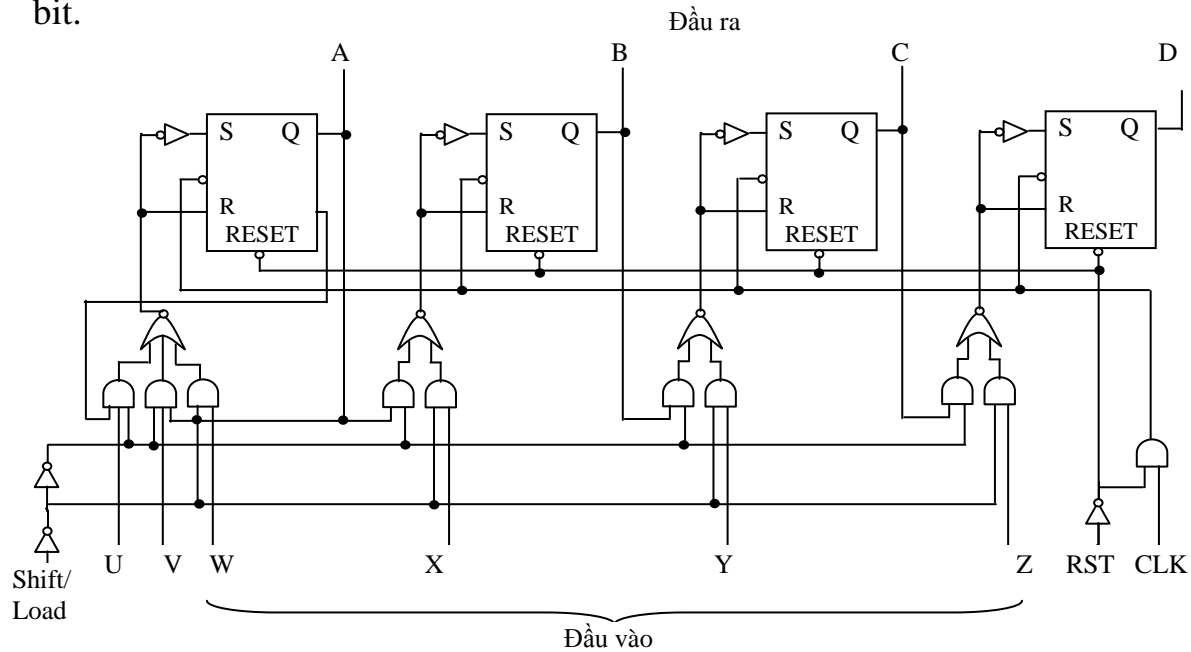 bit.
Đầu ra
A B C D
S Q S Q S Q S Q
R R R R
RESET RESET RESET RESET
U V W X Y Z RST CLK
Shift/
Load
Đầu vào